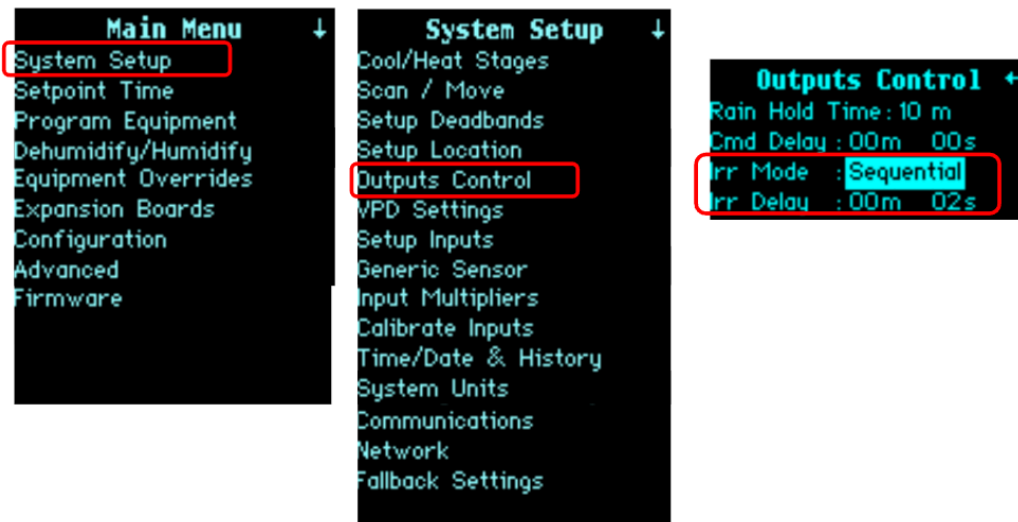 Main Menu ↓
System Setup
Setpoint Time
Program Equipment
Dehumidify/Humidify
Equipment Overrides
Expansion Boards
Configuration
Advanced
Firmware
System Setup ↓
Cool/Heat Stages
Scan / Move
Setup Deadbands
Setup Location
Outputs Control
VPD Settings
Setup Inputs
Generic Sensor
Input Multipliers
Calibrate Inputs
Time/Date & History
System Units
Communications
Network
Fallback Settings
Outputs Control ←
Rain Hold Time:10 m
Cmd Delay :00m 00s
Irr Mode :Sequential
Irr Delay :00m 02s